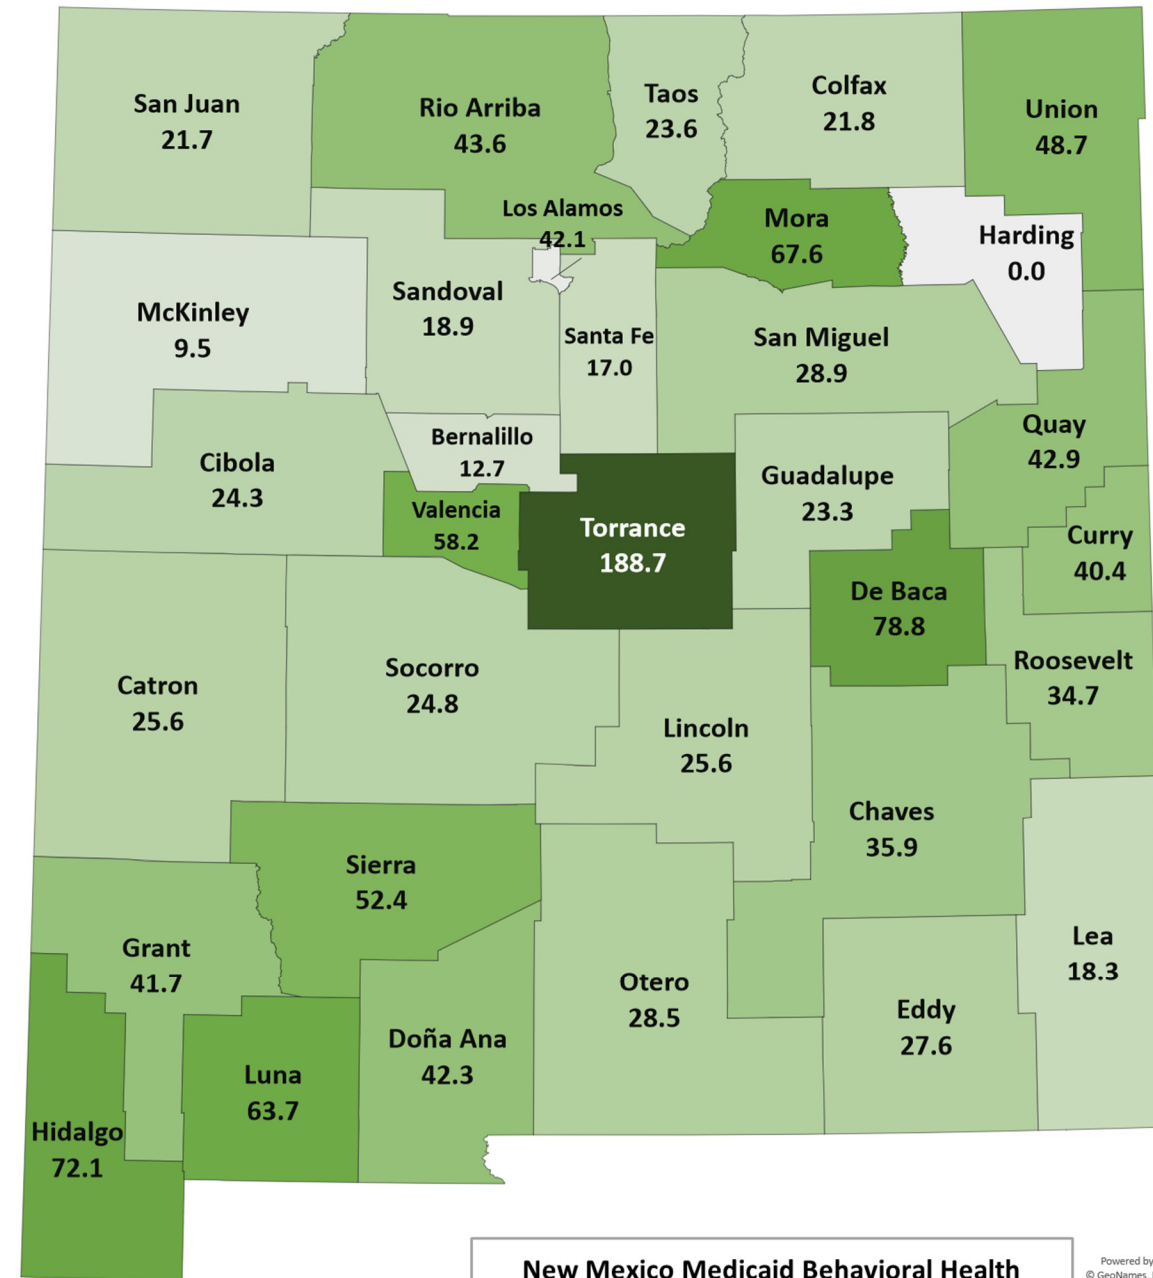 San Juan
21.7
Rio Arriba
43.6
Taos
23.6
Colfax
21.8
Union
48.7
Los Alamos
42.1
Mora
67.6
Harding
0.0
McKinley
9.5
Sandoval
18.9
Santa Fe
17.0
San Miguel
28.9
Quay
42.9
Bernalillo
12.7
Cibola
24.3
Guadalupe
23.3
Valencia
58.2
Torrance
188.7
Curry
40.4
De Baca
78.8
Roosevelt
34.7
Catron
25.6
Socorro
24.8
Lincoln
25.6
Chaves
35.9
Sierra
52.4
Grant
41.7
Lea
18.3
Otero
28.5
Eddy
27.6
Doña Ana
42.3
Luna
63.7
Hidalgo
72.1
New Mexico Medicaid Behavioral Health
Powered by
© GeoNames,